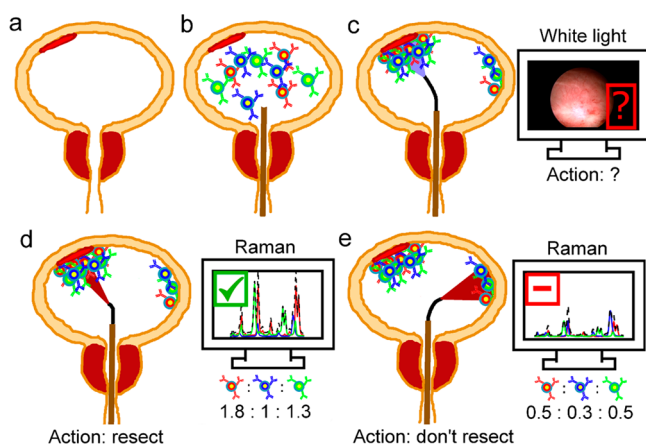 a
b
c
White light
?
Action: ?
d
Raman
1.8 : 1 : 1.3
Action: resect
e
Raman
0.5 : 0.3 : 0.5
Action: don't resect